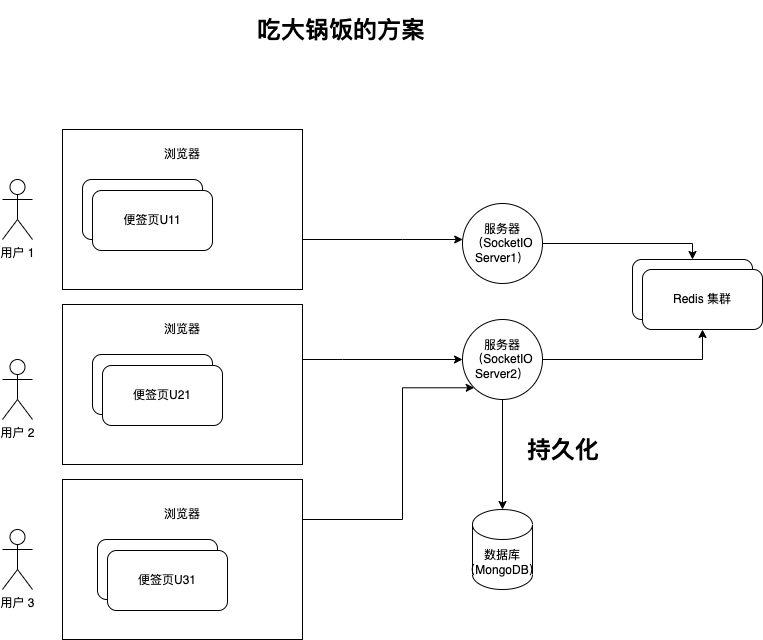 吃大锅饭的方案
浏览器
便签页U11
用户 1
服务器
（SocketIO
Server1）
Redis 集群
浏览器
便签页U21
用户 2
服务器
（SocketIO
Server2）
持久化
浏览器
便签页U31
用户 3
数据库
(MongoDB)